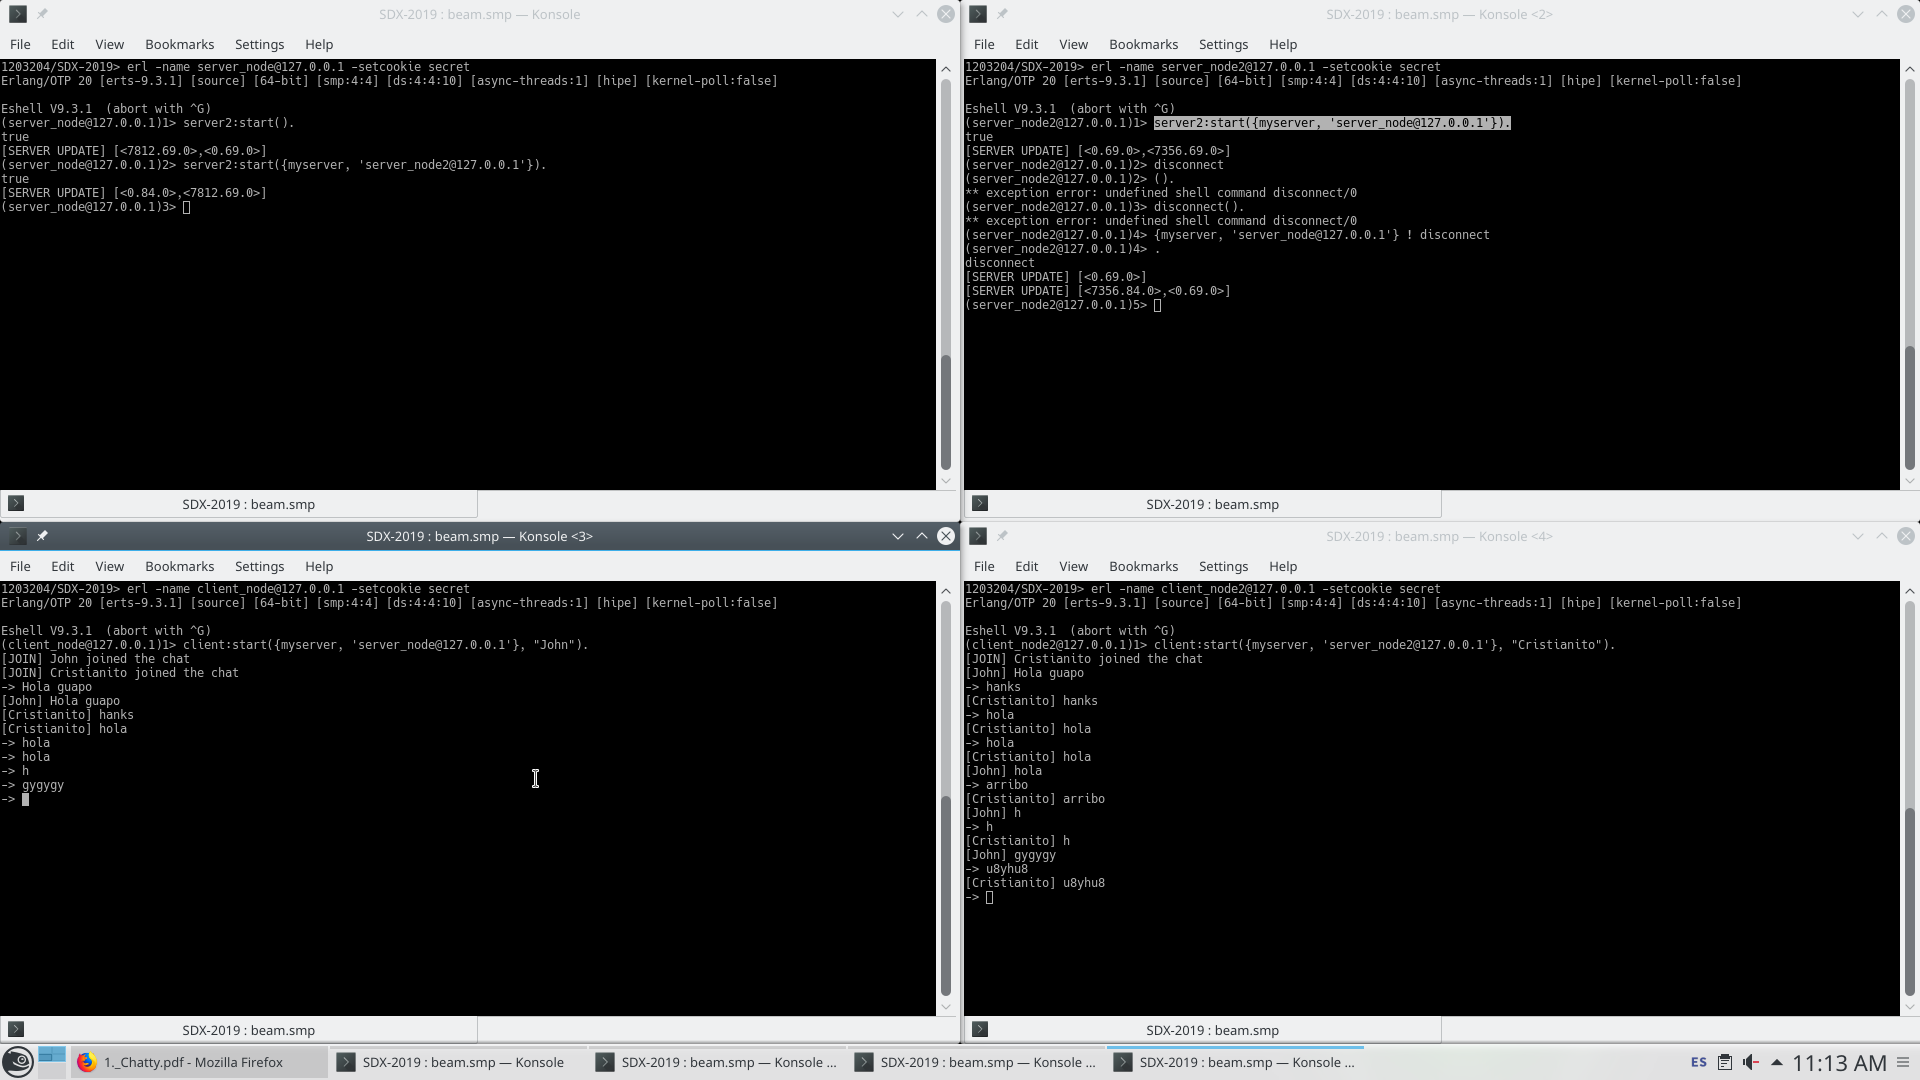 SDX-2019 : beam.smp — Konsole
File Edit View Bookmarks Settings Help
1203204/SDX-2019> erl -name server_node@127.0.0.1 -setcookie secret
Erlang/OTP 20 [erts-9.3.1] [source] [64-bit] [smp:4:4] [ds:4:4:10] [async-threads:1] [hipe] [kernel-poll:false]
Eshell V9.3.1  (abort with ^G)
(server_node@127.0.0.1)1> server2:start().
true
[SERVER UPDATE] [<7812.69.0>,<0.69.0>]
(server_node@127.0.0.1)2> server2:start({myserver, 'server_node2@127.0.0.1'}).
true
[SERVER UPDATE] [<0.84.0>,<7812.69.0>]
(server_node@127.0.0.1)3>
SDX-2019 : beam.smp
SDX-2019 : beam.smp — Konsole <2>
File Edit View Bookmarks Settings Help
1203204/SDX-2019> erl -name server_node2@127.0.0.1 -setcookie secret
Erlang/OTP 20 [erts-9.3.1] [source] [64-bit] [smp:4:4] [ds:4:4:10] [async-threads:1] [hipe] [kernel-poll:false]
Eshell V9.3.1  (abort with ^G)
(server_node2@127.0.0.1)1> server2:start({myserver, 'server_node@127.0.0.1'}).
true
[SERVER UPDATE] [<0.69.0>,<7356.69.0>]
(server_node2@127.0.0.1)2> disconnect
(server_node2@127.0.0.1)2> ().
** exception error: undefined shell command disconnect/0
(server_node2@127.0.0.1)3> disconnect().
** exception error: undefined shell command disconnect/0
(server_node2@127.0.0.1)4> {myserver, 'server_node@127.0.0.1'} ! disconnect
(server_node2@127.0.0.1)4> .
disconnect
[SERVER UPDATE] [<0.69.0>]
[SERVER UPDATE] [<7356.84.0>,<0.69.0>]
(server_node2@127.0.0.1)5>
SDX-2019 : beam.smp
SDX-2019 : beam.smp — Konsole <3>
File Edit View Bookmarks Settings Help
1203204/SDX-2019> erl -name client_node@127.0.0.1 -setcookie secret
Erlang/OTP 20 [erts-9.3.1] [source] [64-bit] [smp:4:4] [ds:4:4:10] [async-threads:1] [hipe] [kernel-poll:false]
Eshell V9.3.1  (abort with ^G)
(client_node@127.0.0.1)1> client:start({myserver, 'server_node@127.0.0.1'}, "John").
[JOIN] John joined the chat
[JOIN] Cristianito joined the chat
-> Hola guapo
[John] Hola guapo
[Cristianito] hanks
[Cristianito] hola
-> hola
-> hola
-> h
-> gygygy
->
SDX-2019 : beam.smp
SDX-2019 : beam.smp — Konsole <4>
File Edit View Bookmarks Settings Help
1203204/SDX-2019> erl -name client_node2@127.0.0.1 -setcookie secret
Erlang/OTP 20 [erts-9.3.1] [source] [64-bit] [smp:4:4] [ds:4:4:10] [async-threads:1] [hipe] [kernel-poll:false]
Eshell V9.3.1  (abort with ^G)
(client_node2@127.0.0.1)1> client:start({myserver, 'server_node2@127.0.0.1'}, "Cristianito").
[JOIN] Cristianito joined the chat
[John] Hola guapo
-> hanks
[Cristianito] hanks
-> hola
[Cristianito] hola
-> hola
[Cristianito] hola
[John] hola
-> arribo
[Cristianito] arribo
[John] h
-> h
[Cristianito] h
[John] gygygy
-> u8yhu8
[Cristianito] u8yhu8
->
SDX-2019 : beam.smp
1._Chatty.pdf - Mozilla Firefox SDX-2019 : beam.smp — Konsole SDX-2019 : beam.smp — Konsole ... SDX-2019 : beam.smp — Konsole ... SDX-2019 : beam.smp — Konsole ... ES 11:13 AM